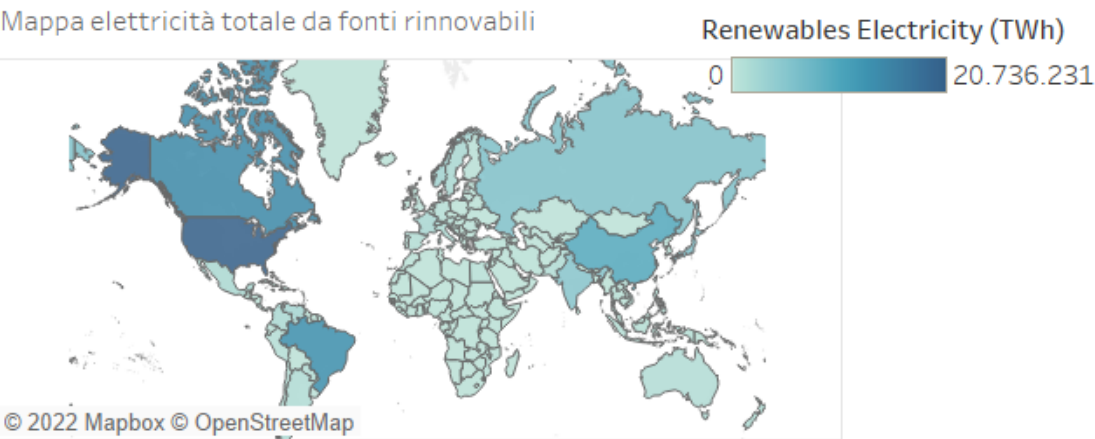 Mappa elettricità totale da fonti rinnovabili
Renewables Electricity (TWh)
0 20.736.231
© 2022 Mapbox © OpenStreetMap